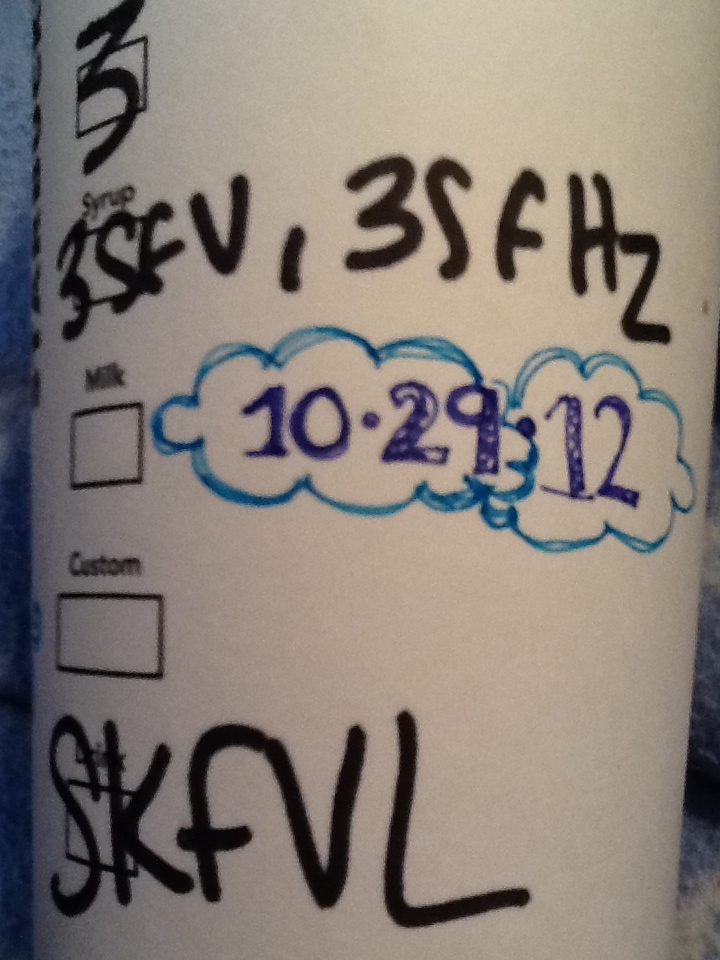 3
Syrup
3SFV, 3SFHZ
Milk
10·29·12
Custom
SKFVL